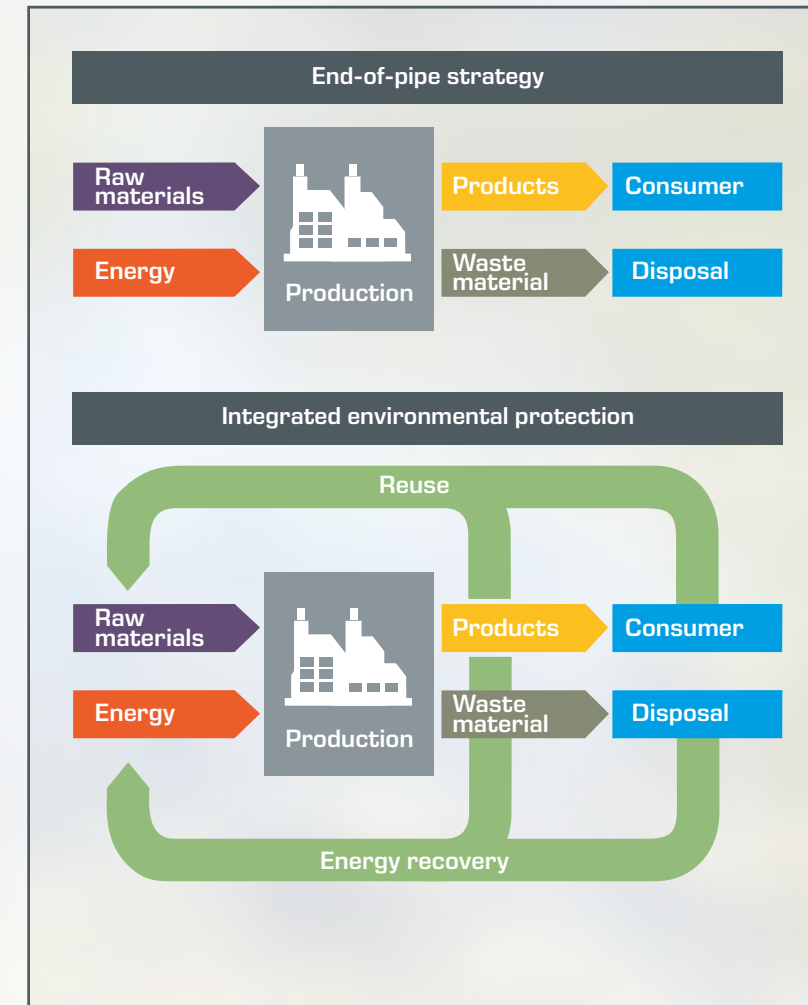 End-of-pipe strategy
Raw
materials
Products
Consumer
Energy
Production
Waste
material
Disposal
Integrated environmental protection
Reuse
Raw
materials
Products
Consumer
Energy
Production
Waste
material
Disposal
Energy recovery